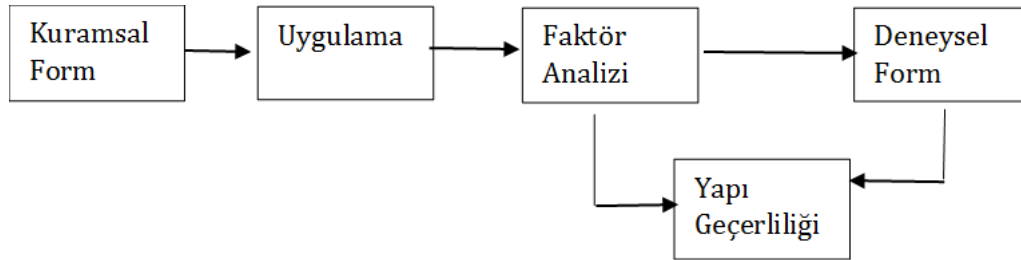 Kuramsal
Form
Uygulama
Faktör
Analizi
Deneysel
Form
Yapı
Geçerliliği